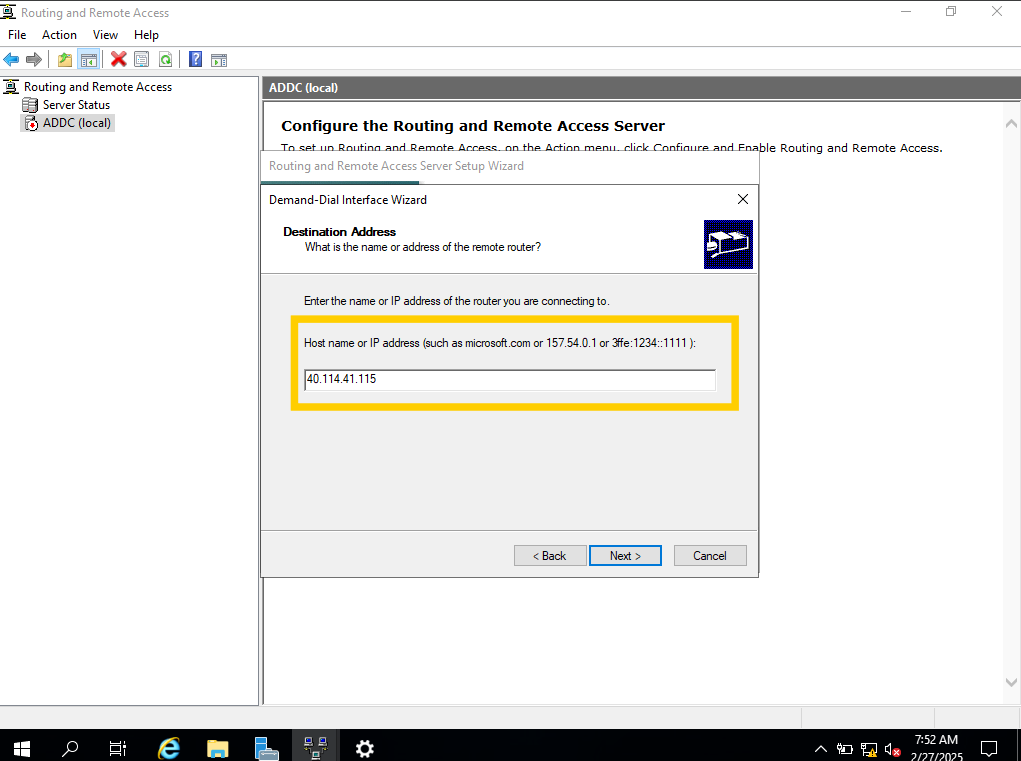 Routing and Remote Access
File Action View Help
Routing and Remote Access
Server Status
ADDC (local)
ADDC (local)
Configure the Routing and Remote Access Server
To set up Routing and Remote Access, on the Action menu, click Configure and Enable Routing and Remote Access.
Routing and Remote Access Server Setup Wizard
Demand-Dial Interface Wizard
Destination Address
What is the name or address of the remote router?
Enter the name or IP address of the router you are connecting to.
Host name or IP address (such as microsoft.com or 157.54.0.1 or 3ffe:1234::1111 ):
40.114.41.115
< Back Next > Cancel
7:52 AM
2/27/2025